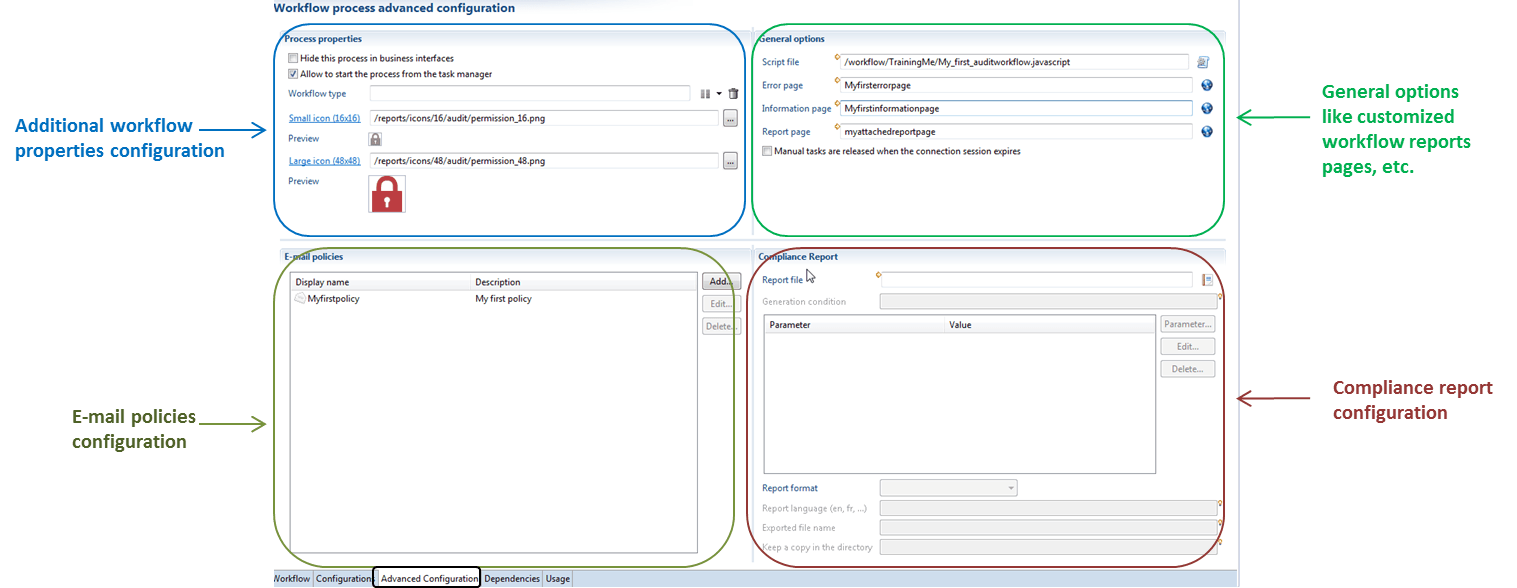 Workflow process advanced configuration
Process properties
Hide this process in business interfaces
Allow to start the process from the task manager
Workflow type
Small icon (16x16)
/reports/icons/16/audit/permission_16.png
...
Preview
Large icon (48x48)
/reports/icons/48/audit/permission_48.png
...
Preview
General options
Script file
/workflow/TrainingMe/My_first_auditworkflow.javascript
Error page
Myfirsterrorpage
Information page
Myfirstinformationpage
Report page
myattachedreportpage
Manual tasks are released when the connection session expires
Additional workflow
properties configuration
General options
like customized
workflow reports
pages, etc.
E-mail policies
Display name
Description
Myfirstpolicy
My first policy
Add...
Edit...
Delete...
Compliance Report
Report file
Generation condition
Parameter
Value
Parameter...
Edit...
Delete...
Report format
Report language (en, fr, ...)
Exported file name
Keep a copy in the directory
E-mail policies
configuration
Compliance report
configuration
Workflow
Configurations
Advanced Configuration
Dependencies
Usage